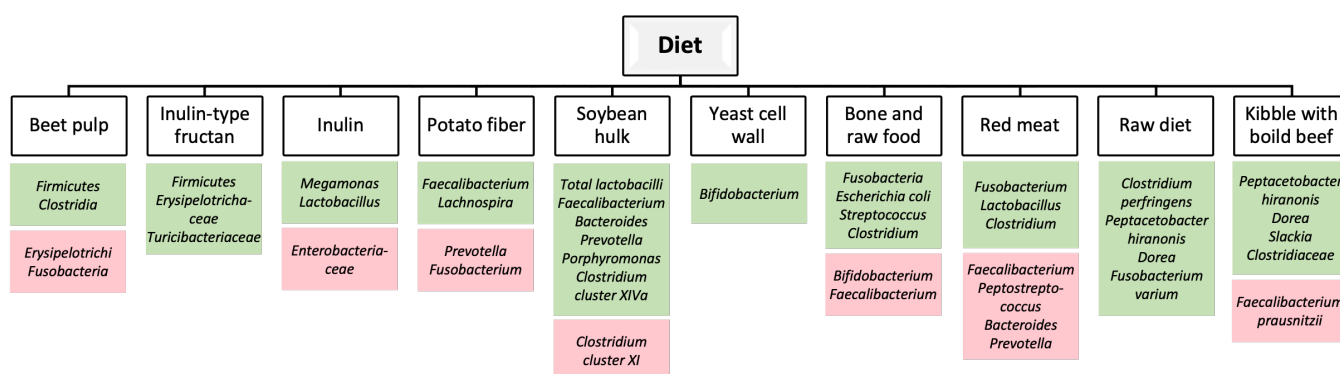 Diet
Beet pulp
Firmicutes
Clostridia
Erysipelotrichi
Fusobacteria
Inulin-type
fructan
Firmicutes
Erysipelotricha-
ceae
Turicibacteriaceae
Inulin
Megamonas
Lactobacillus
Enterobacteria-
ceae
Potato fiber
Faecalibacterium
Lachnospira
Prevotella
Fusobacterium
Soybean
hulk
Total lactobacilli
Faecalibacterium
Bacteroides
Prevotella
Porphyromonas
Clostridium
cluster XIVa
Clostridium
cluster XI
Yeast cell
wall
Bifidobacterium
Bone and
raw food
Fusobacteria
Escherichia coli
Streptococcus
Clostridium
Bifidobacterium
Faecalibacterium
Red meat
Fusobacterium
Lactobacillus
Clostridium
Faecalibacterium
Peptostrepto-
coccus
Bacteroides
Prevotella
Raw diet
Clostridium
perfringens
Peptacetobacter
hiranonis
Dorea
Fusobacterium
varium
Kibble with
boild beef
Peptacetobacter
hiranonis
Dorea
Slackia
Clostridiaceae
Faecalibacterium
prausnitzii